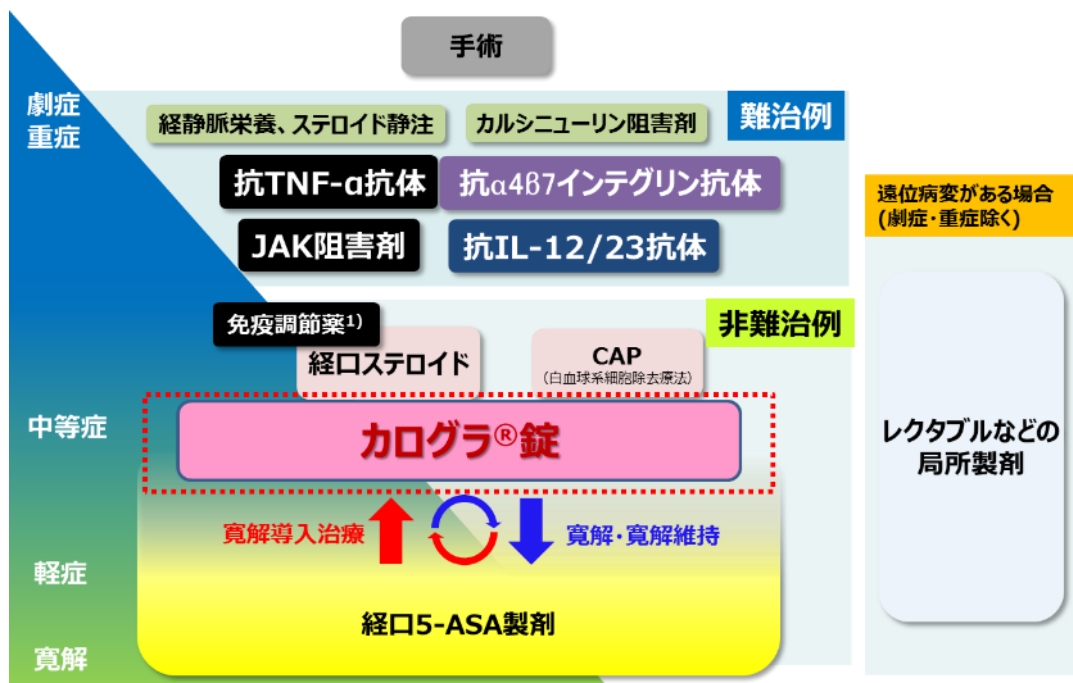 手術
劇症
重症
経静脈栄養、ステロイド静注
カルシニューリン阻害剤
難治例
抗TNF-α抗体
抗α4β7インテグリン抗体
JAK阻害剤
抗IL-12/23抗体
遠位病変がある場合
(劇症・重症除く)
免疫調節薬1)
非難治例
経口ステロイド
CAP
(白血球系細胞除去療法)
中等症
カログラ®錠
レクタブルなどの
局所製剤
寛解導入治療
寛解・寛解維持
軽症
経口5-ASA製剤
寛解